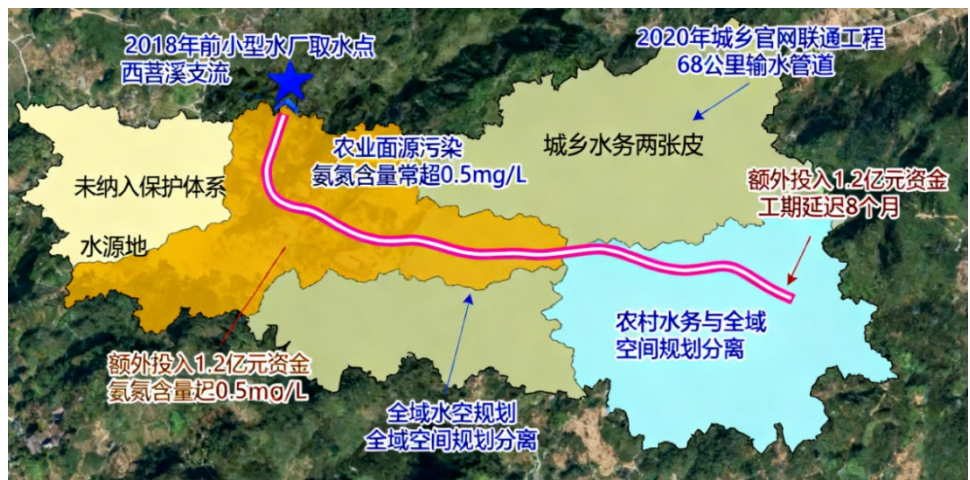 2018年前小型水厂取水点
西菩溪支流
2020年城乡官网联通工程
68公里输水管道
农业面源污染
氨氮含量常超0.5mg/L
城乡水务两张皮
未纳入保护体系
水源地
额外投入1.2亿元资金
工期延迟8个月
农村水务与全域
空间规划分离
额外投入1.2亿元资金
氨氮含量起0.5mg/L
全域水空规划
全域空间规划分离